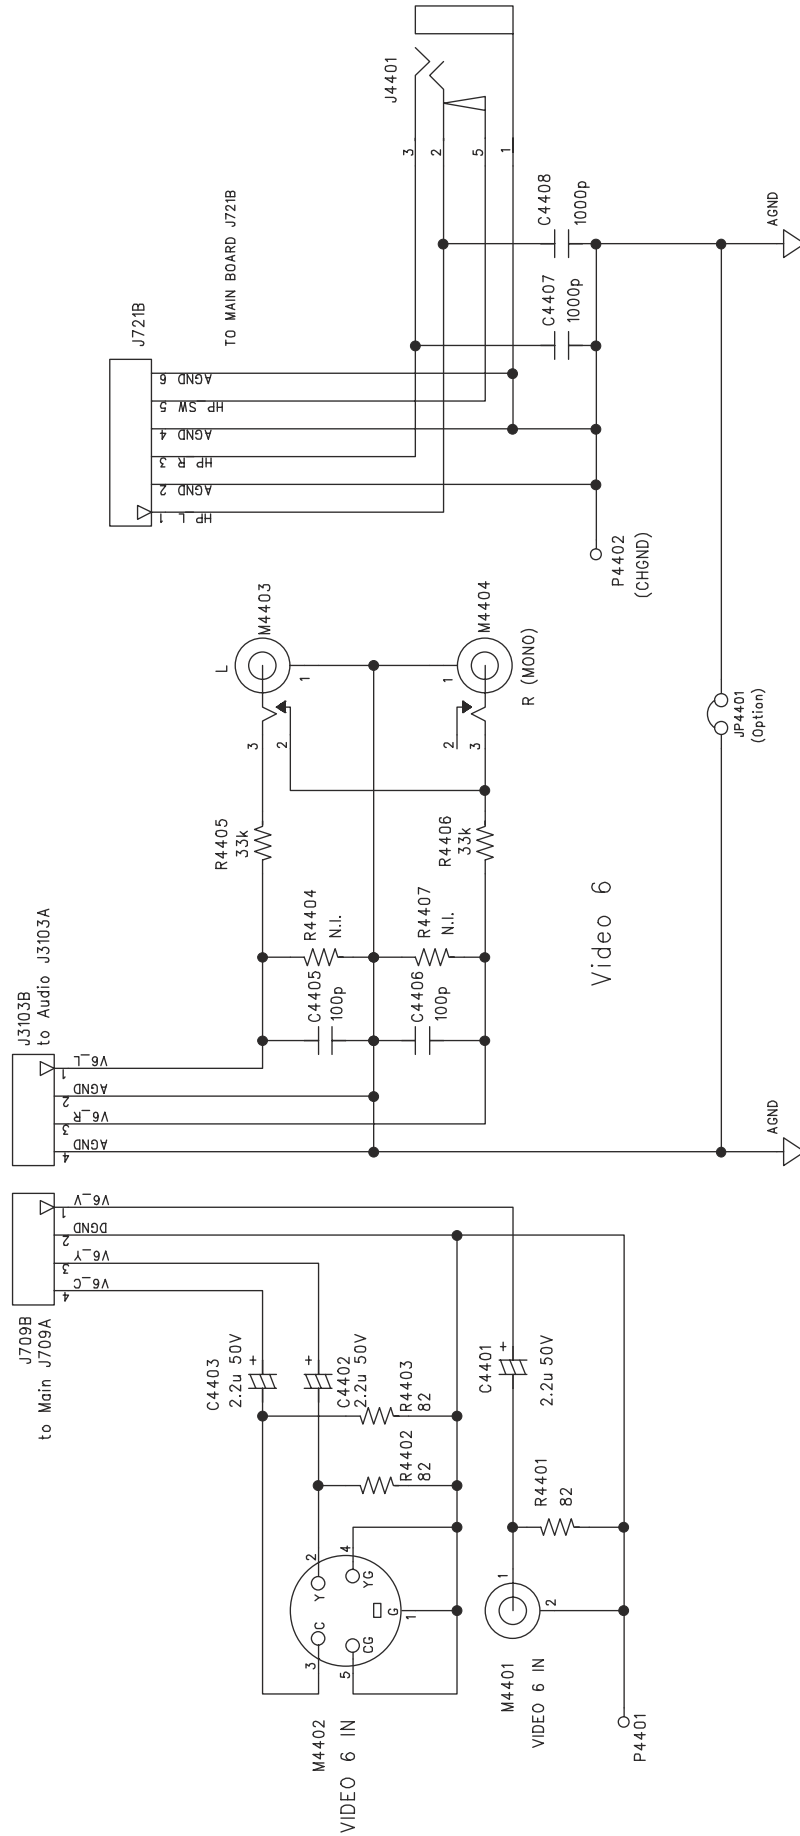 J4401
3
2
5
1
C4408
1000p
C4407
1000p
AGND
J721B
TO MAIN BOARD J721B
6 AGND
5 HP_SW
4 AGND
3 HP_R
2 AGND
1 HP_L
P4402
(CHGND)
L
M4403
1
3
2
M4404
R (MONO)
1
2
3
JP4401
(Option)
R4405
33k
R4406
33k
R4404
N.I.
R4407
N.I.
C4405
100p
C4406
100p
Video 6
J3103B
to Audio J3103A
1 V6_L
2 AGND
3 V6_R
4 AGND
AGND
J709B
to Main J709A
1 V6_V
2 DGND
3 V6_Y
4 V6_C
C4403
2.2u 50V
+
C4402
2.2u 50V
+
R4403
82
R4402
82
C4401
2.2u 50V
+
R4401
82
M4402
VIDEO 6 IN
3
C
2
Y
4
YG
5
CG
G
1
M4401
VIDEO 6 IN
1
2
P4401